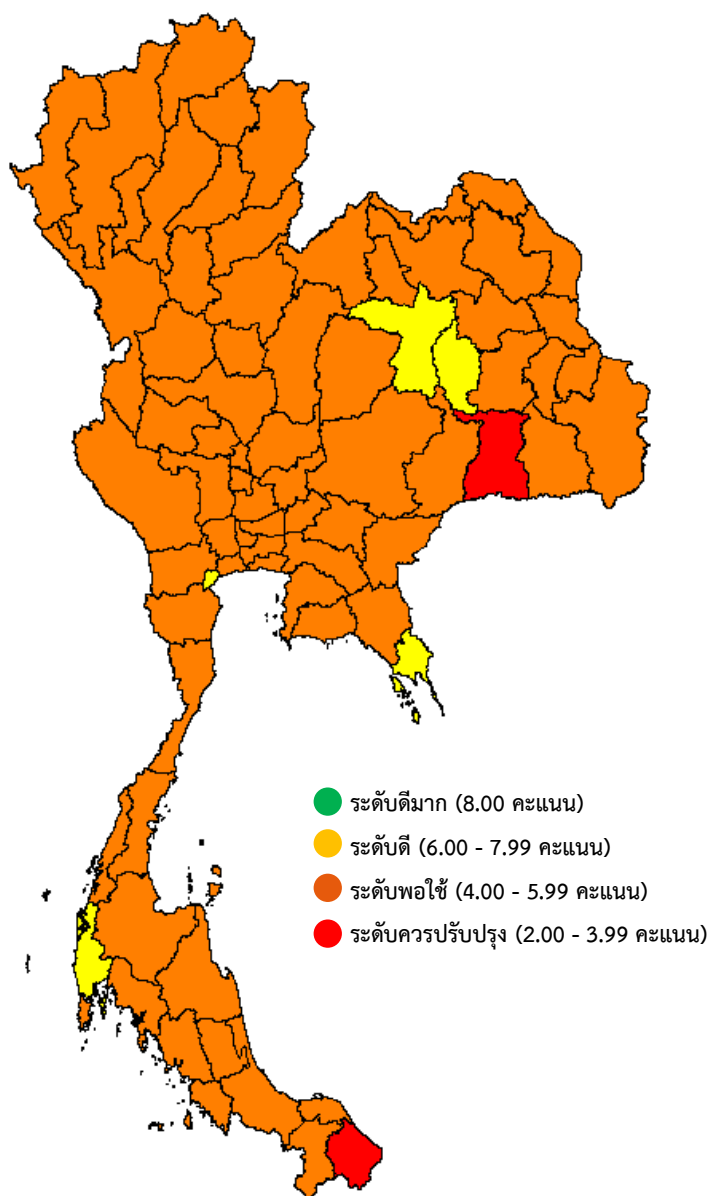 ระดับดีมาก (8.00 คะแนน)
ระดับดี (6.00 - 7.99 คะแนน)
ระดับพอใช้ (4.00 - 5.99 คะแนน)
ระดับควรปรับปรุง (2.00 - 3.99 คะแนน)